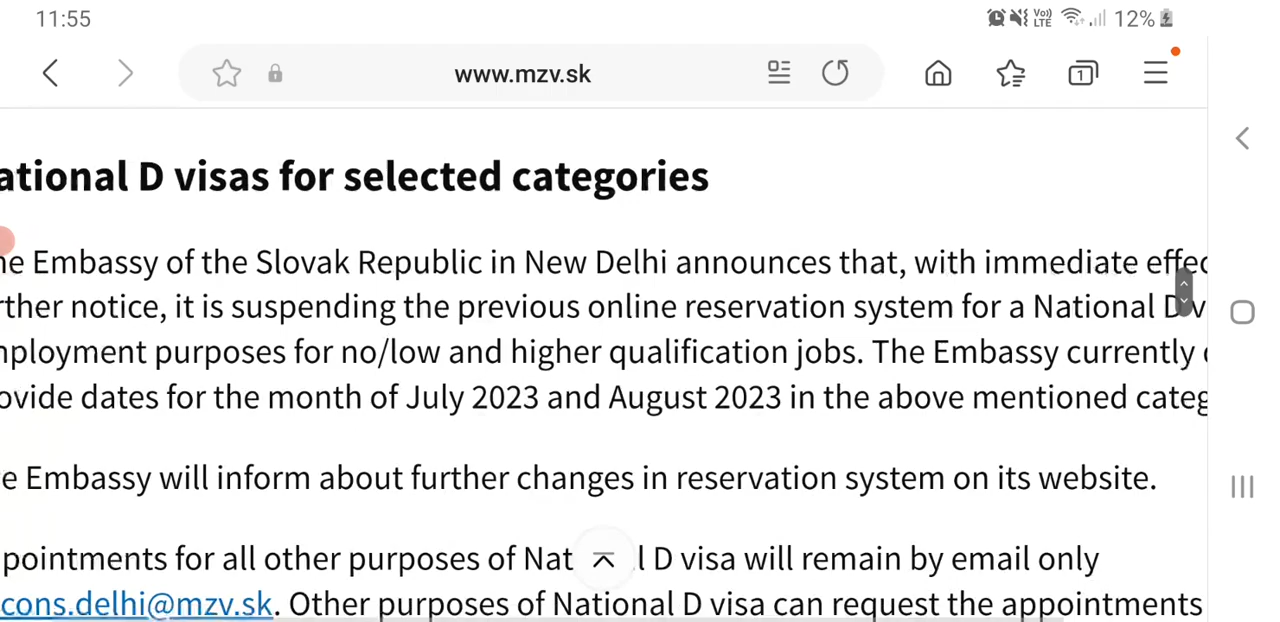 11:55 Vo)) LTE 12%
www.mzv.sk 1
ational D visas for selected categories
Embassy of the Slovak Republic in New Delhi announces that, with immediate
rther notice, it is suspending the previous online reservation system for a National D
mployment purposes for no/low and higher qualification jobs. The Embassy currently
ovide dates for the month of July 2023 and August 2023 in the above mentioned categ
e Embassy will inform about further changes in reservation system on its website.
pointments for all other purposes of Nat l D visa will remain by email only
cons.delhi@mzv.sk. Other purposes of National D visa can request the appointments